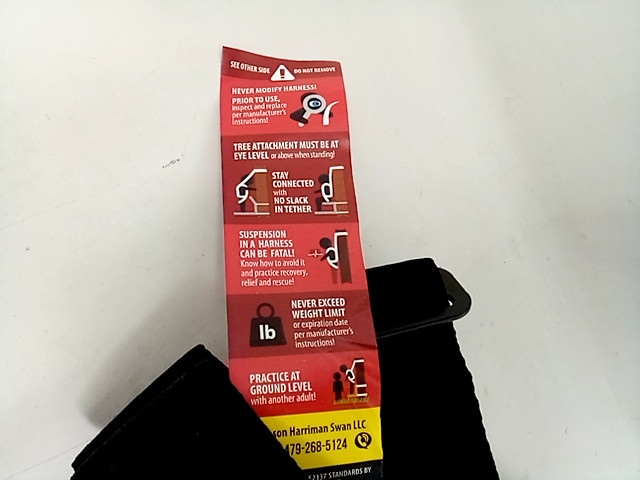 SEE OTHER SIDE DO NOT REMOVE
NEVER MODIFY HARNESS!
PRIOR TO USE,
inspect and replace
per manufacturer's
instructions!
TREE ATTACHMENT MUST BE AT
EYE LEVEL or above when standing!
STAY
CONNECTED
with
NO SLACK
IN TETHER
SUSPENSION
IN A HARNESS
CAN BE FATAL!
Know how to avoid it
and practice recovery,
relief and rescue!
lb
NEVER EXCEED
WEIGHT LIMIT
or expiration date
per manufacturer's
instructions!
PRACTICE AT
GROUND LEVEL
with another adult!
son Harriman Swan LLC
479-268-5124
STANDARDS BY